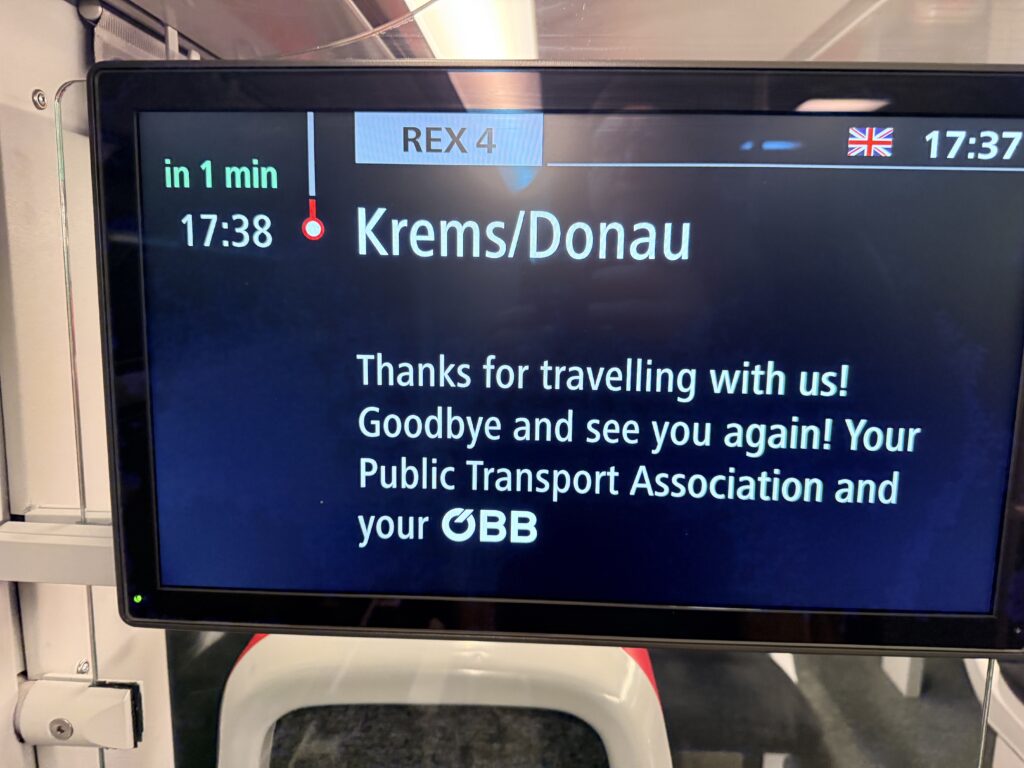 REX 4
17:37
in 1 min
17:38
Krems/Donau
Thanks for travelling with us!
Goodbye and see you again! Your
Public Transport Association and
your ÖBB